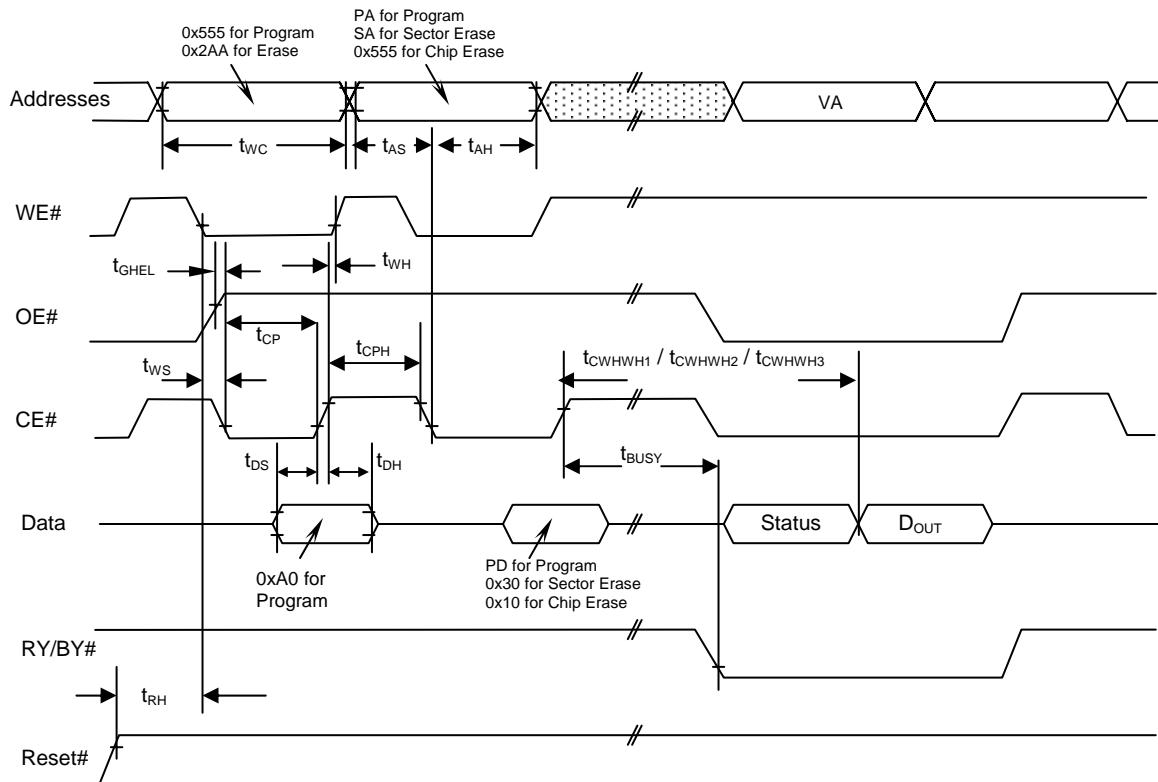 0x555 for Program
0x2AA for Erase
PA for Program
SA for Sector Erase
0x555 for Chip Erase
Addresses
VA
tWC
tAS
tAH
WE#
tGHEL
tWH
OE#
tCP
tCPH
tWS
tCWHWH1 / tCWHWH2 / tCWHWH3
CE#
tDS
tDH
tBUSY
Data
Status
DOUT
0xA0 for
Program
PD for Program
0x30 for Sector Erase
0x10 for Chip Erase
RY/BY#
tRH
Reset#